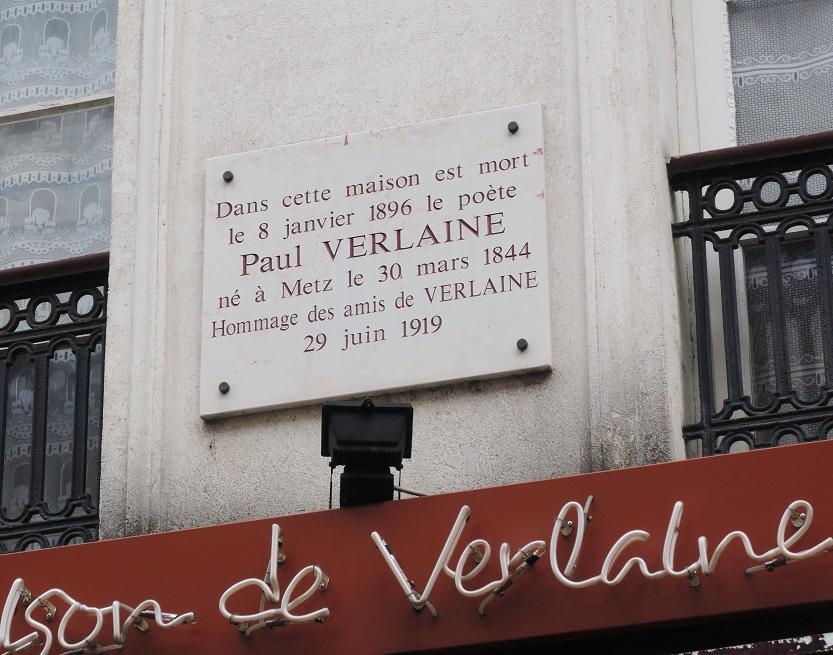 Dans cette maison est mort
le 8 janvier 1896 le poète
Paul VERLAINE
né à Metz le 30 mars 1844
Hommage des amis de VERLAINE
29 juin 1919
ison de Verlaine